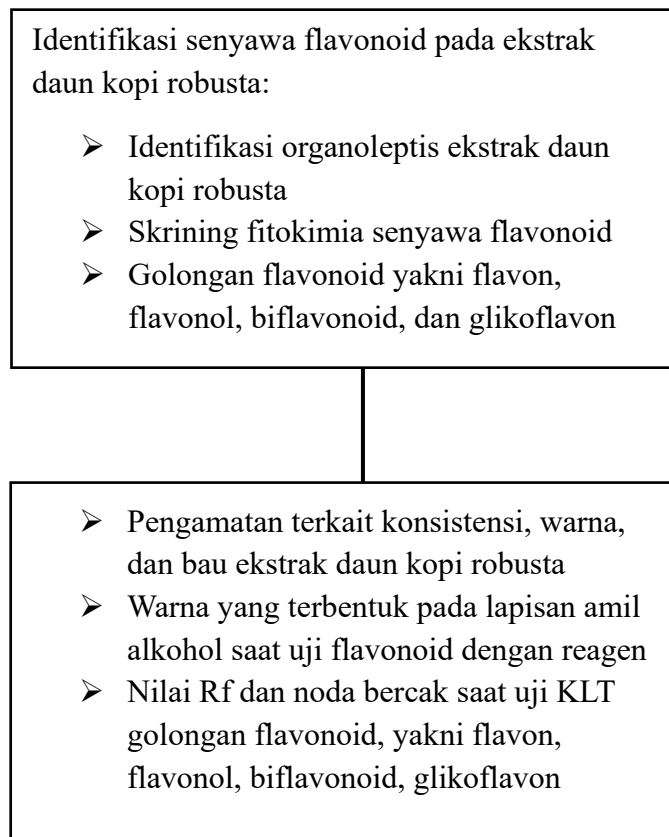 Identifikasi senyawa flavonoid pada ekstrak
daun kopi robusta:
➢ Identifikasi organoleptis ekstrak daun
kopi robusta
➢ Skrining fitokimia senyawa flavonoid
➢ Golongan flavonoid yakni flavon,
flavonol, biflavonoid, dan glikoflavon
➢ Pengamatan terkait konsistensi, warna,
dan bau ekstrak daun kopi robusta
➢ Warna yang terbentuk pada lapisan amil
alkohol saat uji flavonoid dengan reagen
➢ Nilai Rf dan noda bercak saat uji KLT
golongan flavonoid, yakni flavon,
flavonol, biflavonoid, glikoflavon